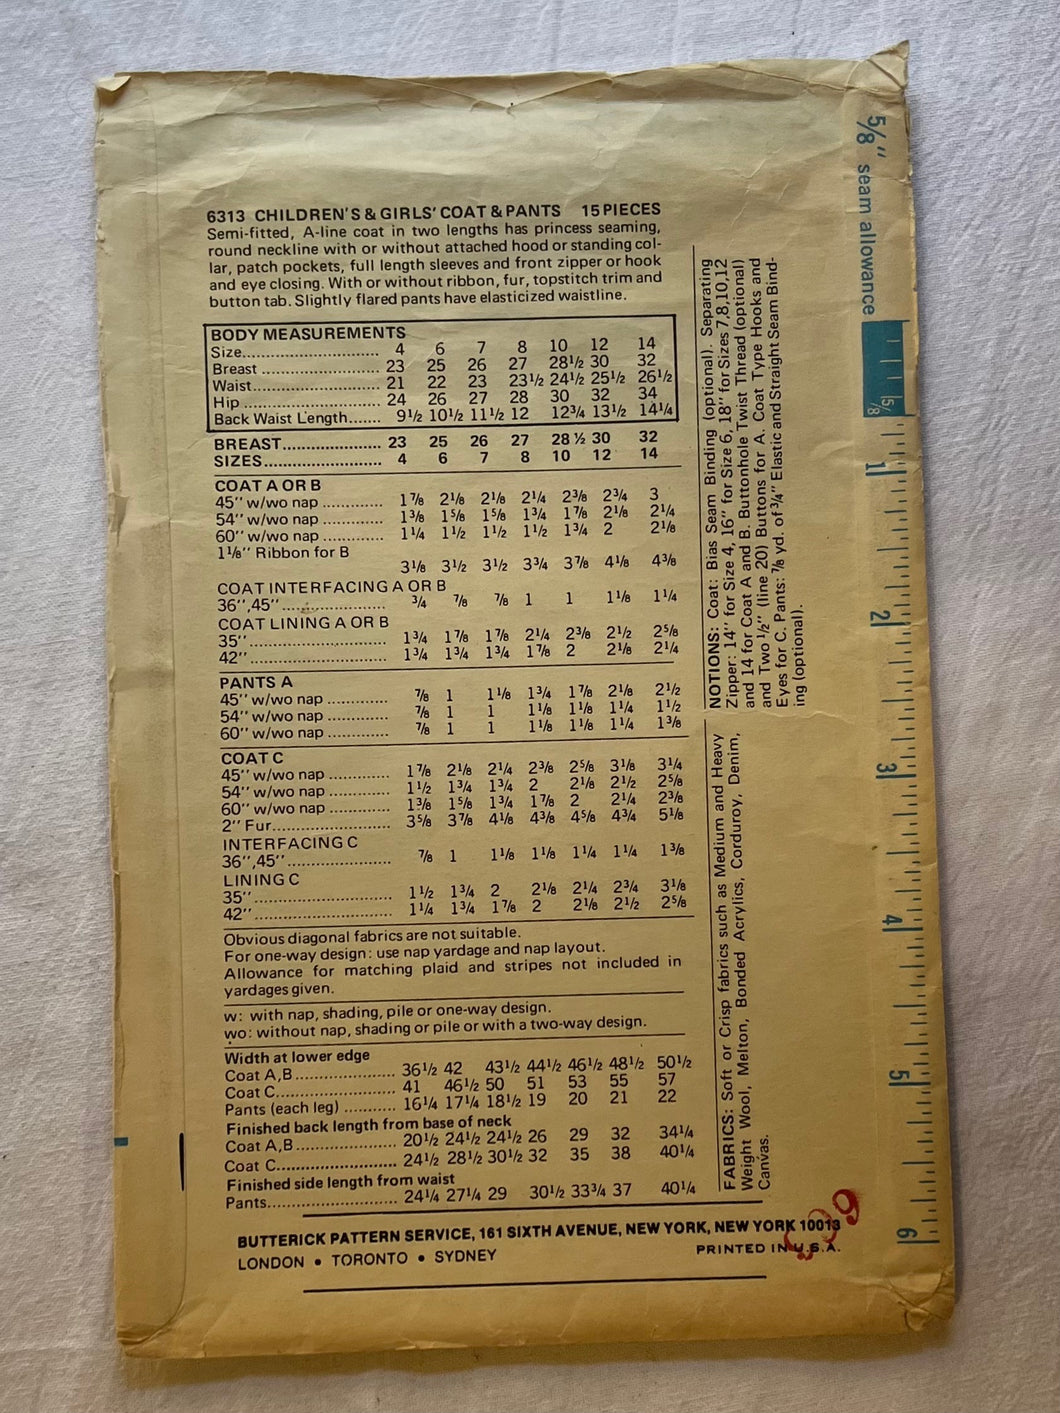 6313 CHILDREN'S & GIRLS' COAT & PANTS 15 PIECES
Semi-fitted, A-line coat in two lengths has princess seaming,
round neckline with or without attached hood or standing col-
lar, patch pockets, full length sleeves and front zipper or hook
and eye closing. With or without ribbon, fur, topstitch trim and
button tab. Slightly flared pants have elasticized waistline.
BODY MEASUREMENTS
Size.............................. 4 6 7 8 10 12 14
Breast .......................... 23 25 26 27 28½ 30 32
Waist............................ 21 22 23 23½ 24½ 25½ 26½
Hip .............................. 24 26 27 28 30 32 34
Back Waist Length....... 9½ 10½ 11½ 12 12¾ 13½ 14¼
BREAST..................... 23 25 26 27 28 ½ 30 32
SIZES......................... 4 6 7 8 10 12 14
COAT A OR B
45" w/wo nap ............. 1⅞ 2⅛ 2⅛ 2¼ 2⅜ 2¾ 3
54" w/wo nap ............. 1⅜ 1⅝ 1⅝ 1¾ 1⅞ 2⅛ 2¼
60" w/wo nap ............. 1¼ 1½ 1½ 1½ 1¾ 2 2⅛
1⅛" Ribbon for B
3⅛ 3½ 3½ 3¾ 3⅞ 4⅛ 4⅜
COAT INTERFACING A OR B
36",45" ...................... ¾ ⅞ ⅞ 1 1 1⅛ 1¼
COAT LINING A OR B
35"............................. 1¾ 1⅞ 1⅞ 2¼ 2⅜ 2½ 2⅝
42"............................. 1¾ 1¾ 1¾ 1⅞ 2 2⅛ 2¼
PANTS A
45" w/wo nap ............. ⅞ 1 1⅛ 1¾ 1⅞ 2⅛ 2½
54" w/wo nap ............. ⅞ 1 1 1⅛ 1⅛ 1¼ 1½
60" w/wo nap ............. ⅞ 1 1 1⅛ 1⅛ 1¼ 1⅜
COAT C
45" w/wo nap ............. 1⅞ 2⅛ 2¼ 2⅜ 2⅝ 3⅛ 3¼
54" w/wo nap ............. 1½ 1¾ 1¾ 2 2⅛ 2½ 2⅝
60" w/wo nap ............. 1⅜ 1⅝ 1¾ 1⅞ 2 2¼ 2⅜
2" Fur......................... 3⅝ 3⅞ 4⅛ 4⅜ 4⅝ 4¾ 5⅛
INTERFACING C
36",45"....................... ⅞ 1 1⅛ 1⅛ 1¼ 1¼ 1⅜
LINING C
35"............................. 1½ 1¾ 2 2⅛ 2¼ 2¾ 3⅛
42"............................. 1¼ 1¾ 1⅞ 2 2⅛ 2½ 2⅝
Obvious diagonal fabrics are not suitable.
For one-way design: use nap yardage and nap layout.
Allowance for matching plaid and stripes not included in
yardages given.
w: with nap, shading, pile or one-way design.
wo: without nap, shading or pile or with a two-way design.
Width at lower edge
Coat A,B...................... 36½ 42 43½ 44½ 46½ 48½ 50½
Coat C......................... 41 46½ 50 51 53 55 57
Pants (each leg) ........... 16¼ 17¼ 18½ 19 20 21 22
Finished back length from base of neck
Coat A,B...................... 20½ 24½ 24½ 26 29 32 34¼
Coat C......................... 24½ 28½ 30½ 32 35 38 40¼
Finished side length from waist
Pants........................... 24¼ 27¼ 29 30½ 33¾ 37 40¼
BUTTERICK PATTERN SERVICE, 161 SIXTH AVENUE, NEW YORK, NEW YORK 10013
LONDON • TORONTO • SYDNEY PRINTED IN U.S.A.
NOTIONS: Coat: Bias Seam Binding (optional). Separating
Zipper: 14" for Size 4, 16" for Size 6, 18" for Sizes 7,8,10,12
and 14 for Coat A and B. Buttonhole Twist Thread (optional)
and Two ½" (line 20) Buttons for A. Coat Type Hooks and
Eyes for C. Pants: ⅞ yd. of ¾" Elastic and Straight Seam Bind-
ing (optional).
FABRICS: Soft or Crisp fabrics such as Medium and Heavy
Weight Wool, Melton, Bonded Acrylics, Corduroy, Denim,
Canvas.
⅝" seam allowance
⅝
1
2
3
4
5
6